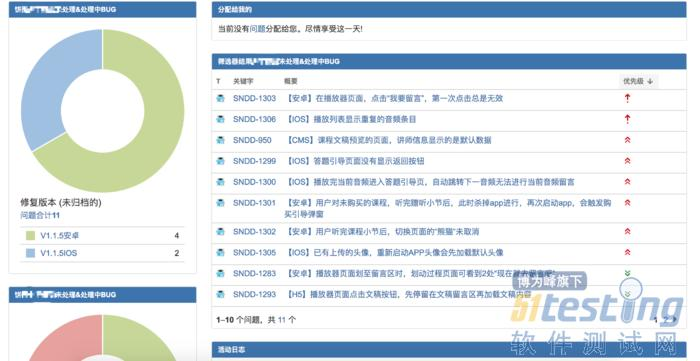 未处理&处理中BUG
修复版本 (未归档的)
问题合计11
V1.1.5安卓 4
V1.1.5IOS 2
未处理&处理中BUG
分配给我的
当前没有问题分配给您。尽情享受这一天!
筛选器结果
未处理&处理中BUG
T 关键字 概要 优先级 ↓
SNDD-1303 【安卓】在播放器页面，点击“我要留言”，第一次点击总是无效
SNDD-1306 【IOS】播放列表显示重复的音频条目
SNDD-950 【CMS】课程文稿预览的页面，讲师信息显示的是默认数据
SNDD-1299 【IOS】答题引导页面没有显示返回按钮
SNDD-1300 【IOS】播放完当前音频进入答题引导页，自动跳转下一音频无法进行当前音频留言
SNDD-1301 【安卓】用户对未购买的课程，听完赠听小节后，此时杀掉app进行，再次启动app，会触发购
买引导弹窗
SNDD-1302 【安卓】用户听完课程小节后，切换页面的“熊猫”未取消
SNDD-1305 【IOS】已有上传的头像，重新启动APP头像会先加载默认头像
SNDD-1283 【安卓】播放器页面划至留言区时，划动过程页面可看到2处“现在
SNDD-1293 【H5】播放器页面点击文稿按钮，先停留在文稿留言区再加载文稿内容
1–10 个问题，共 11 个
1 2
活动日志
博为峰旗下
51testing
软件测试网